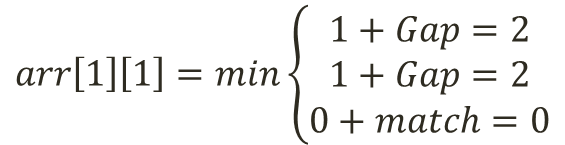 1 + Gap = 2
arr[1][1] = min { 1 + Gap = 2
0 + match = 0